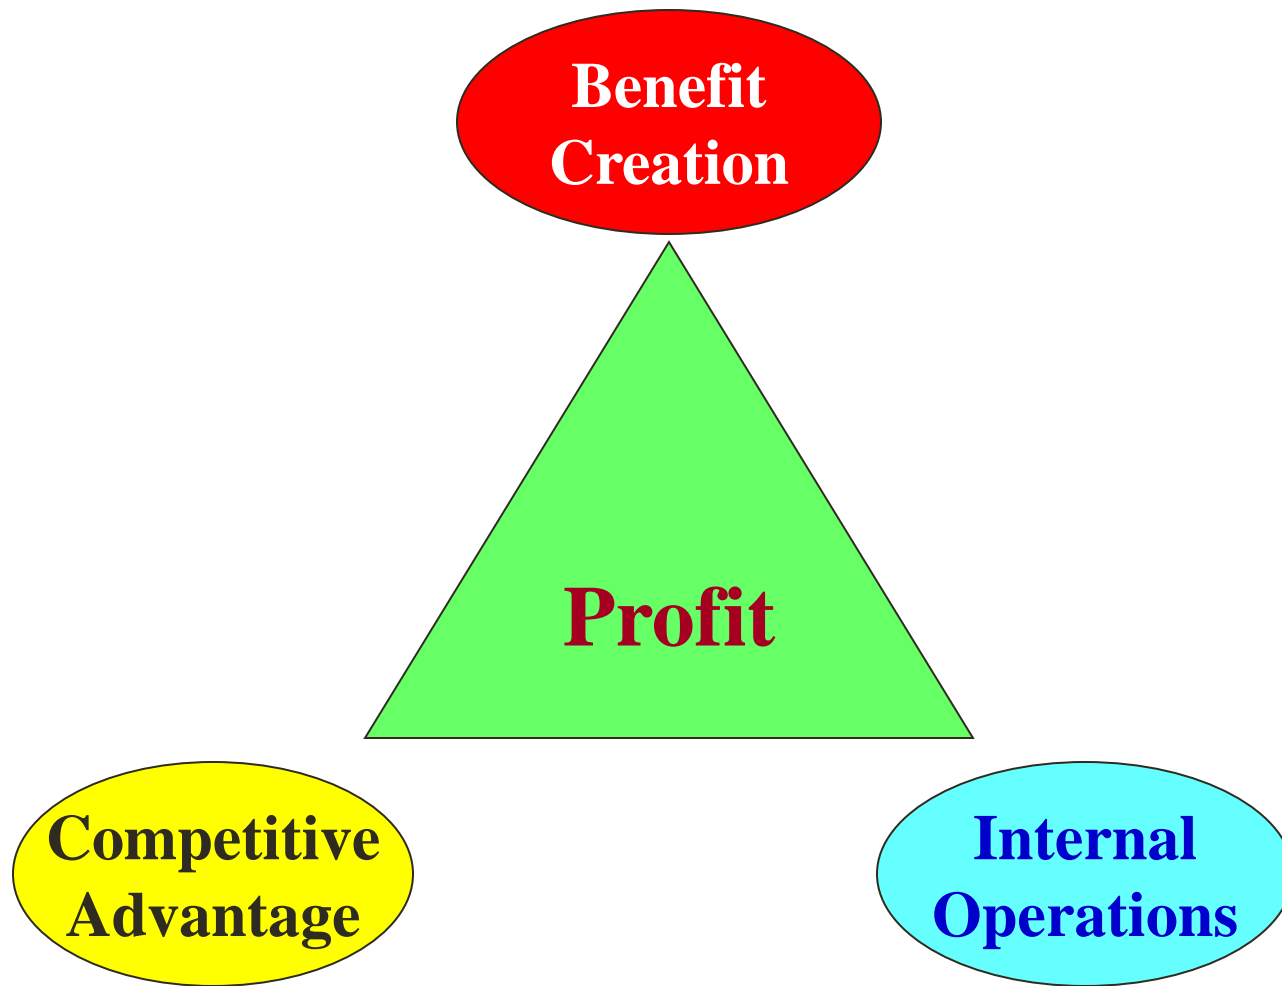 Benefit
Creation
Profit
Competitive
Advantage
Internal
Operations